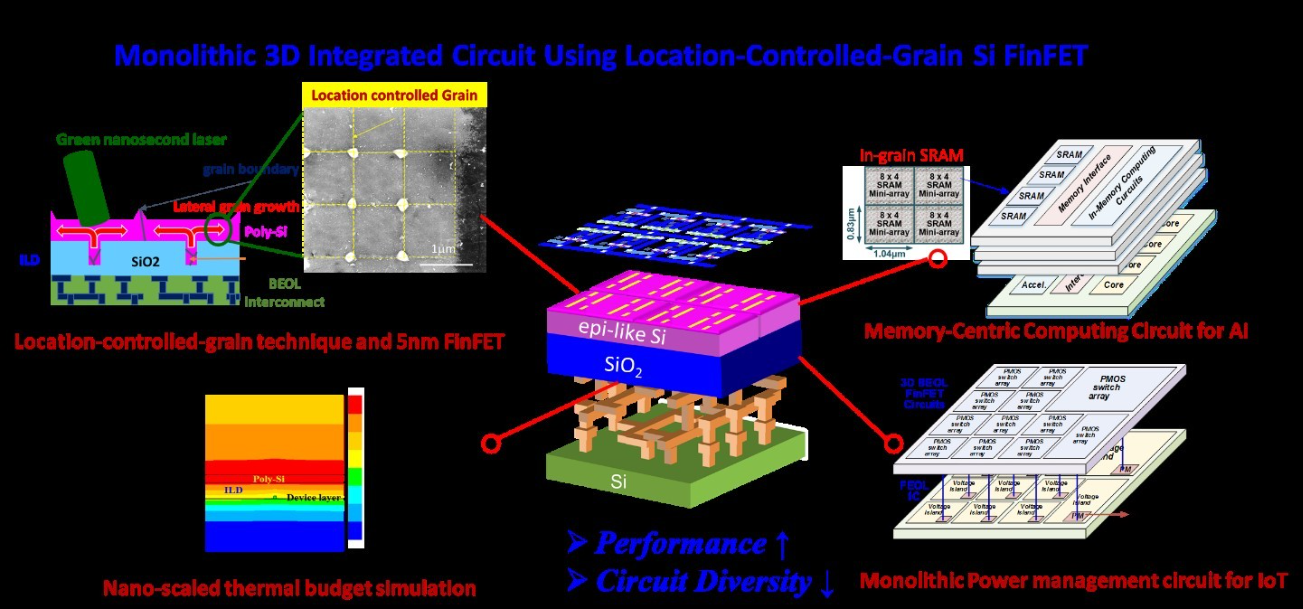 Monolithic 3D Integrated Circuit Using Location-Controlled-Grain Si FinFET
Location controlled Grain
1um
Green nanosecond laser
grain boundary
Lateral grain growth
Poly-Si
ILD
SiO2
BEOL
interconnect
Location-controlled-grain technique and 5nm FinFET
Poly-Si
ILD
Device layer
Nano-scaled thermal budget simulation
epi-like Si
SiO2
Si
➢ Performance ↑
➢ Circuit Diversity ↓
In-grain SRAM
8 x 4
SRAM
Mini-array
8 x 4
SRAM
Mini-array
8 x 4
SRAM
Mini-array
8 x 4
SRAM
Mini-array
0.83μm
1.04μm
SRAM
SRAM
SRAM
SRAM
Memory Interface
In-Memory Computing
Curcuits
Core
Core
Core
Accel.
Core
Memory-Centric Computing Circuit for AI
3D BEOL
FinFET
Circuits
PMOS
switch
array
PMOS
switch
array
PMOS
switch
array
PMOS
switch
array
PMOS
switch
array
PMOS
switch
array
PMOS
switch
array
PMOS
switch
array
PMOS
switch
array
PMOS
switch
array
PMOS
switch
array
PMOS
switch
array
FEOL
IC
Voltage
Island
Voltage
Island
Voltage
Island
Voltage
Island
Voltage
Island
Voltage
Island
Voltage
Island
PM
PM
Monolithic Power management circuit for IoT